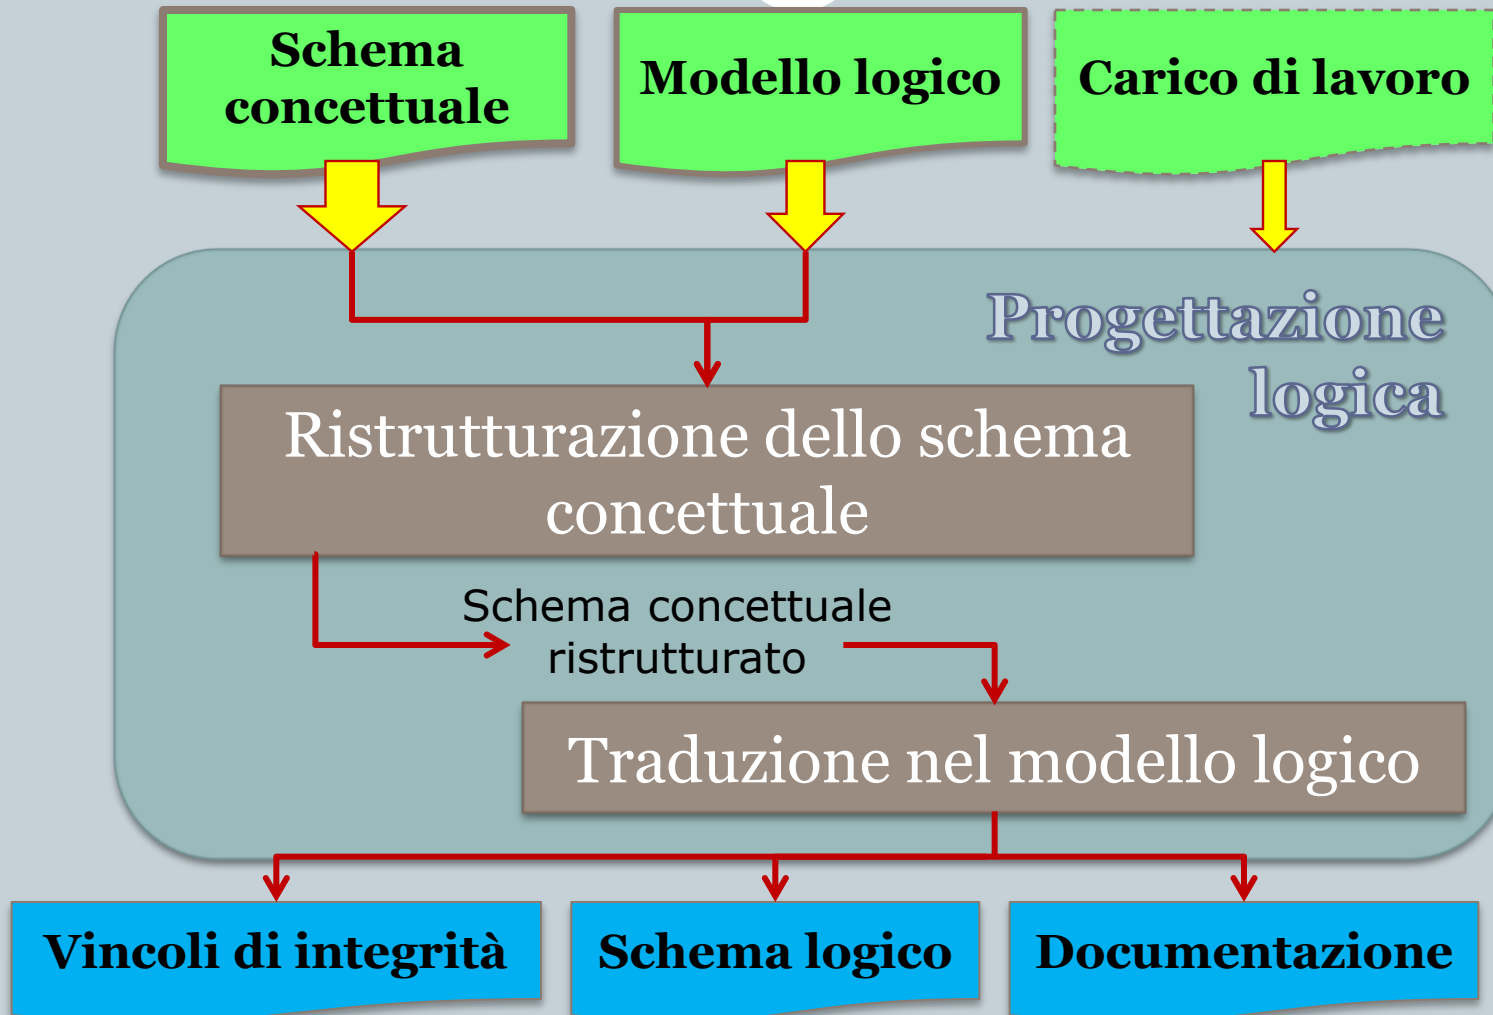 Schema
concettuale
Modello logico
Carico di lavoro
Progettazione
logica
Ristrutturazione dello schema
concettuale
Schema concettuale
ristrutturato
Traduzione nel modello logico
Vincoli di integrità
Schema logico
Documentazione